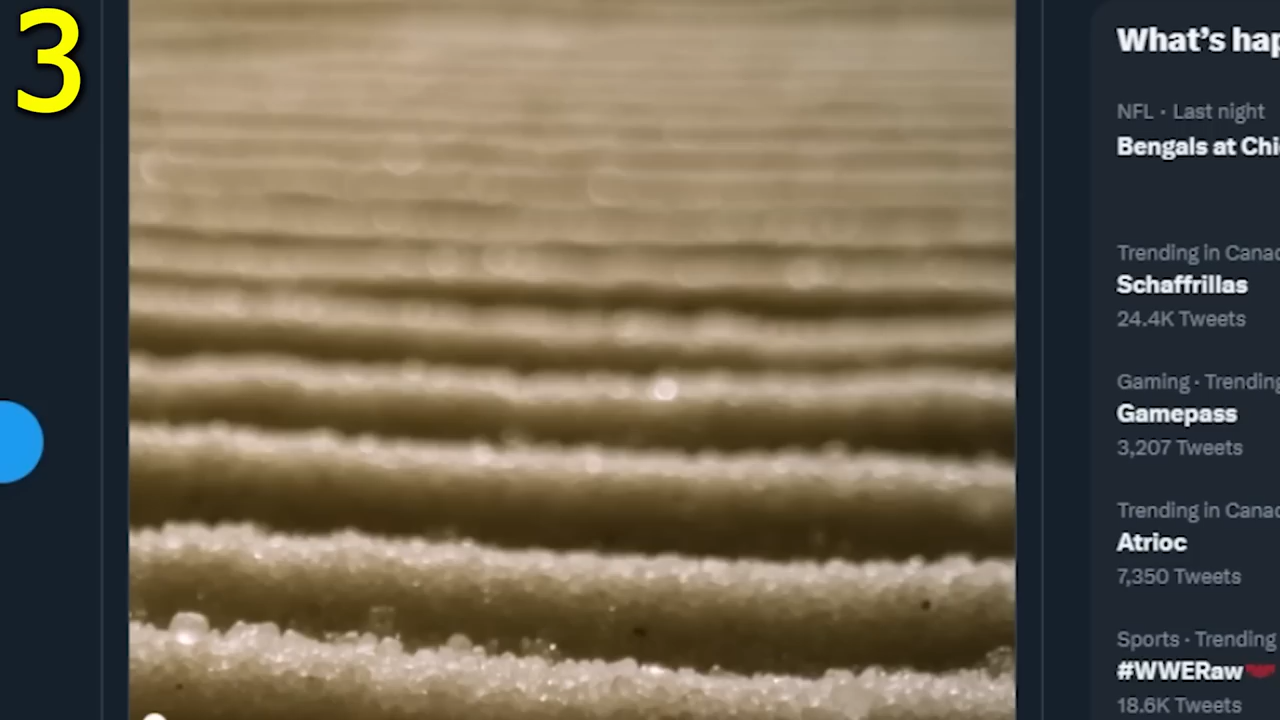 3
What's hap
NFL · Last night
Bengals at Chi
Trending in Canad
Schaffrillas
24.4K Tweets
Gaming · Trending
Gamepass
3,207 Tweets
Trending in Canad
Atrioc
7,350 Tweets
Sports · Trending
#WWERaw
18.6K Tweets